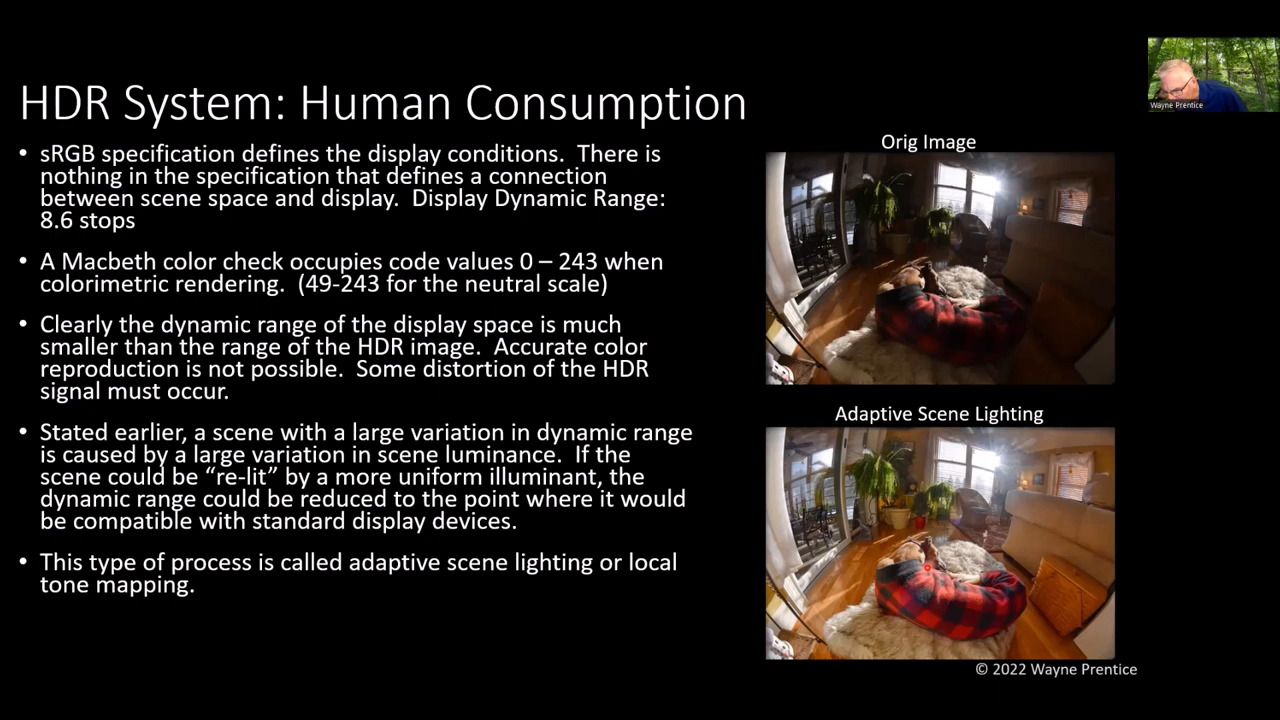 HDR System: Human Consumption
• sRGB specification defines the display conditions.  There is
nothing in the specification that defines a connection
between scene space and display.  Display Dynamic Range:
8.6 stops
• A Macbeth color check occupies code values 0 – 243 when
colorimetric rendering.  (49-243 for the neutral scale)
• Clearly the dynamic range of the display space is much
smaller than the range of the HDR image.  Accurate color
reproduction is not possible.  Some distortion of the HDR
signal must occur.
• Stated earlier, a scene with a large variation in dynamic range
is caused by a large variation in scene luminance.  If the
scene could be “re-lit” by a more uniform illuminant, the
dynamic range could be reduced to the point where it would
be compatible with standard display devices.
• This type of process is called adaptive scene lighting or local
tone mapping.
Orig Image
Adaptive Scene Lighting
© 2022 Wayne Prentice
Wayne Prentice